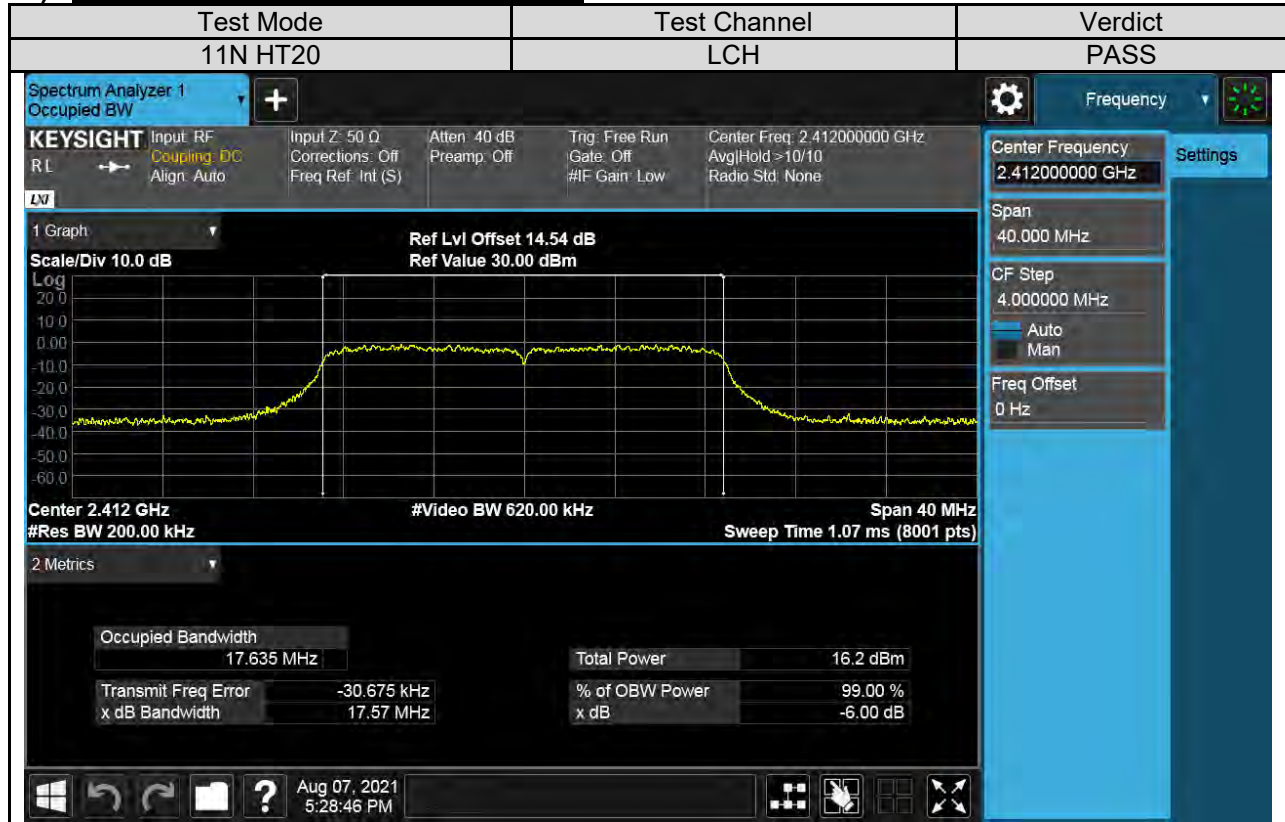 Test Mode Test Channel Verdict
11N HT20 LCH PASS
Spectrum Analyzer 1
Occupied BW
Frequency
KEYSIGHT Input: RF
RL
Coupling: DC
Align: Auto
LXI
Input Z: 50 Ω
Corrections: Off
Freq Ref: Int (S)
Atten: 40 dB
Preamp: Off
Trig: Free Run
Gate: Off
#IF Gain: Low
Center Freq: 2.412000000 GHz
Avg|Hold >10/10
Radio Std: None
Center Frequency
2.412000000 GHz
Settings
Span
40.000 MHz
CF Step
4.000000 MHz
Auto
Man
Freq Offset
0 Hz
1 Graph
Scale/Div 10.0 dB
Ref Lvl Offset 14.54 dB
Ref Value 30.00 dBm
Log
20.0
10.0
0.00
-10.0
-20.0
-30.0
-40.0
-50.0
-60.0
Center 2.412 GHz
#Res BW 200.00 kHz
#Video BW 620.00 kHz
Span 40 MHz
Sweep Time 1.07 ms (8001 pts)
2 Metrics
Occupied Bandwidth
17.635 MHz
Total Power 16.2 dBm
Transmit Freq Error -30.675 kHz
% of OBW Power 99.00 %
x dB Bandwidth 17.57 MHz
x dB -6.00 dB
?
Aug 07, 2021
5:28:46 PM